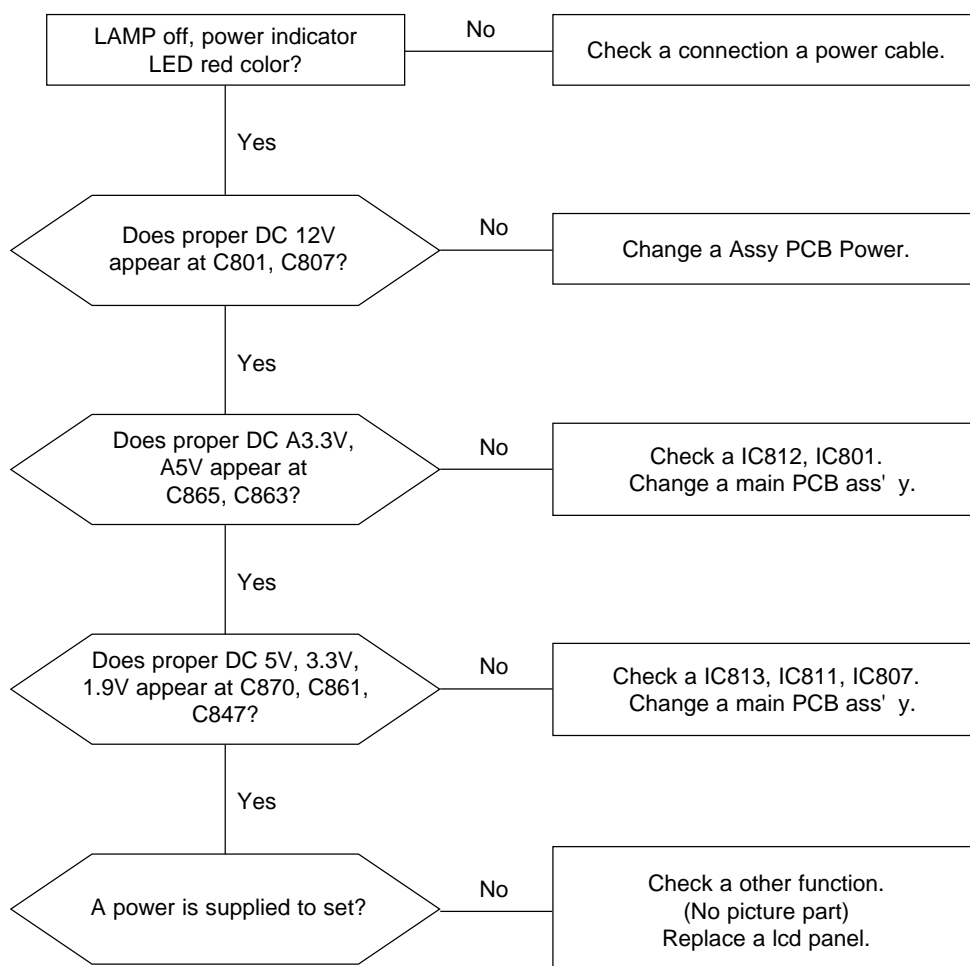 LAMP off, power indicator
LED red color?
No
Check a connection a power cable.
Yes
Does proper DC 12V
appear at C801, C807?
No
Change a Assy PCB Power.
Yes
Does proper DC A3.3V,
A5V appear at
C865, C863?
No
Check a IC812, IC801.
Change a main PCB ass' y.
Yes
Does proper DC 5V, 3.3V,
1.9V appear at C870, C861,
C847?
No
Check a IC813, IC811, IC807.
Change a main PCB ass' y.
Yes
A power is supplied to set?
No
Check a other function.
(No picture part)
Replace a lcd panel.